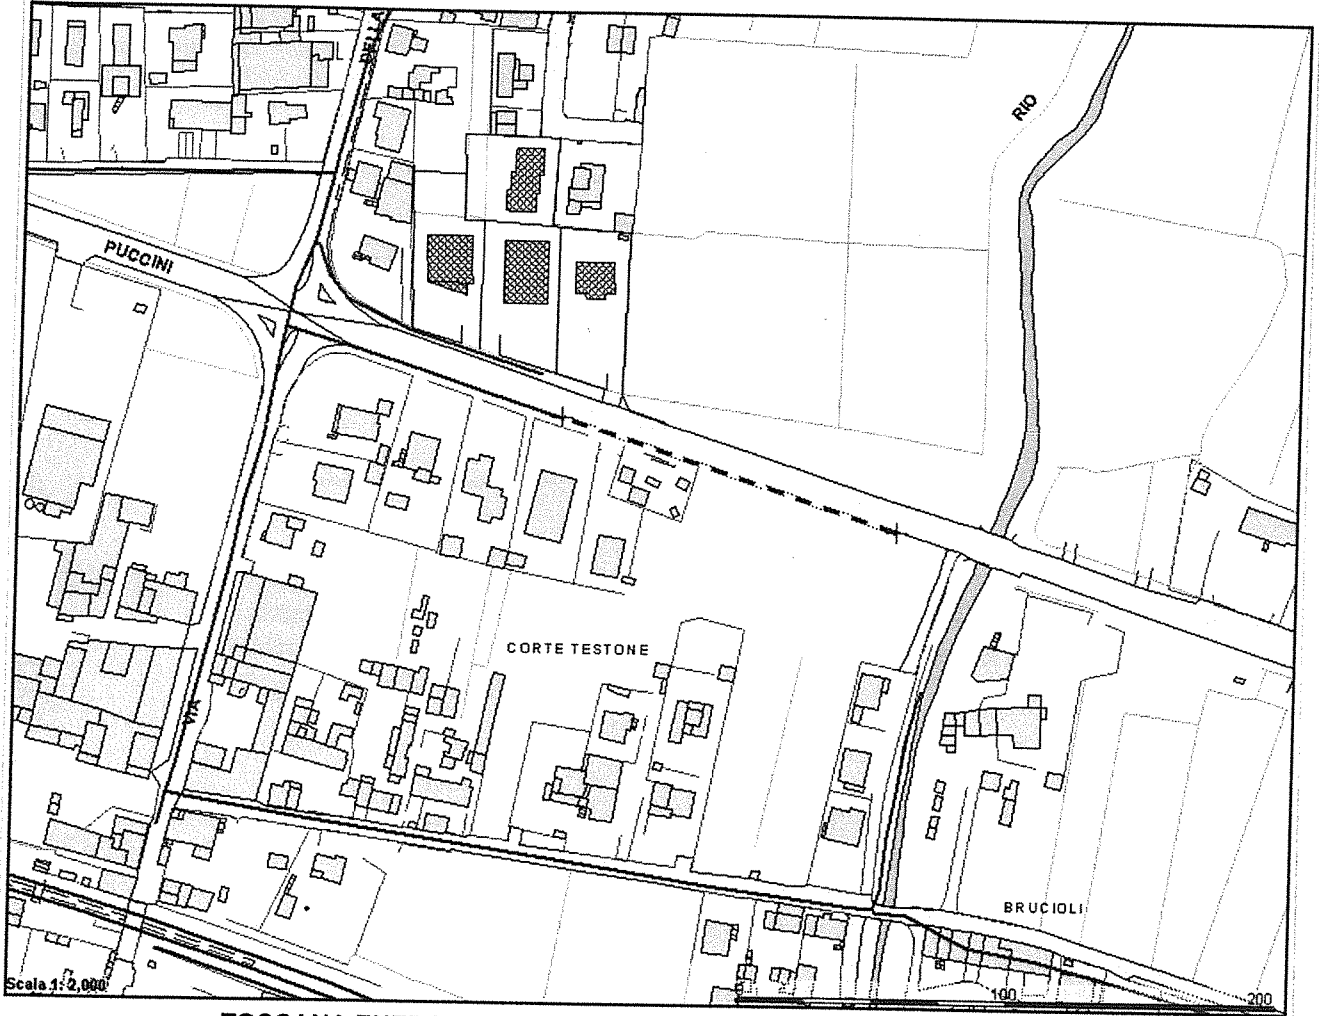 DELLA
RIO
PUCCINI
CORTE TESTONE
VIA
BRUCIOLI
Scala 1: 2,000
100
200